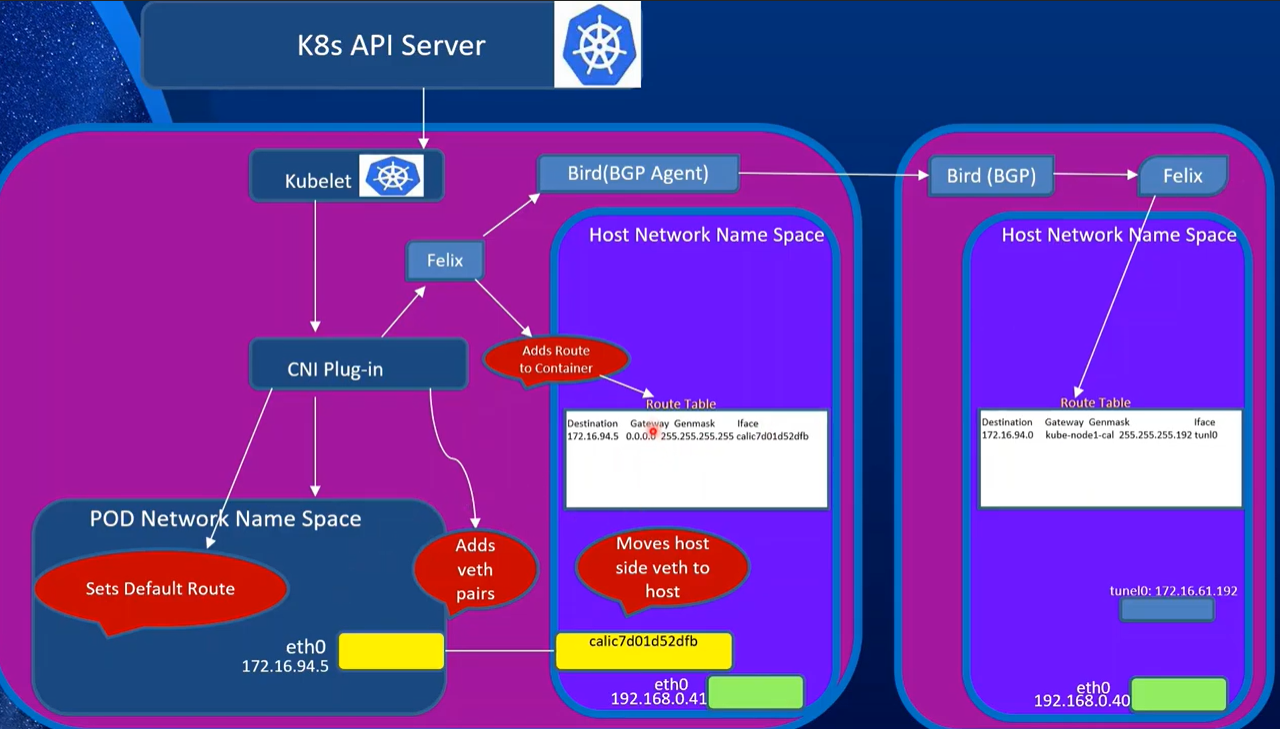 K8s API Server
Kubelet
Bird(BGP Agent)
Bird (BGP)
Felix
Host Network Name Space
Host Network Name Space
Felix
Adds Route
to Container
CNI Plug-in
Route Table
Destination Gateway Genmask Iface
172.16.94.5 0.0.0.0 255.255.255.255 calic7d01d52dfb
Route Table
Destination Gateway Genmask Iface
172.16.94.0 kube-node1-cal 255.255.255.192 tunl0
POD Network Name Space
Sets Default Route
Adds
veth
pairs
Moves host
side veth to
host
tunel0: 172.16.61.192
eth0
172.16.94.5
calic7d01d52dfb
eth0
192.168.0.41
eth0
192.168.0.40